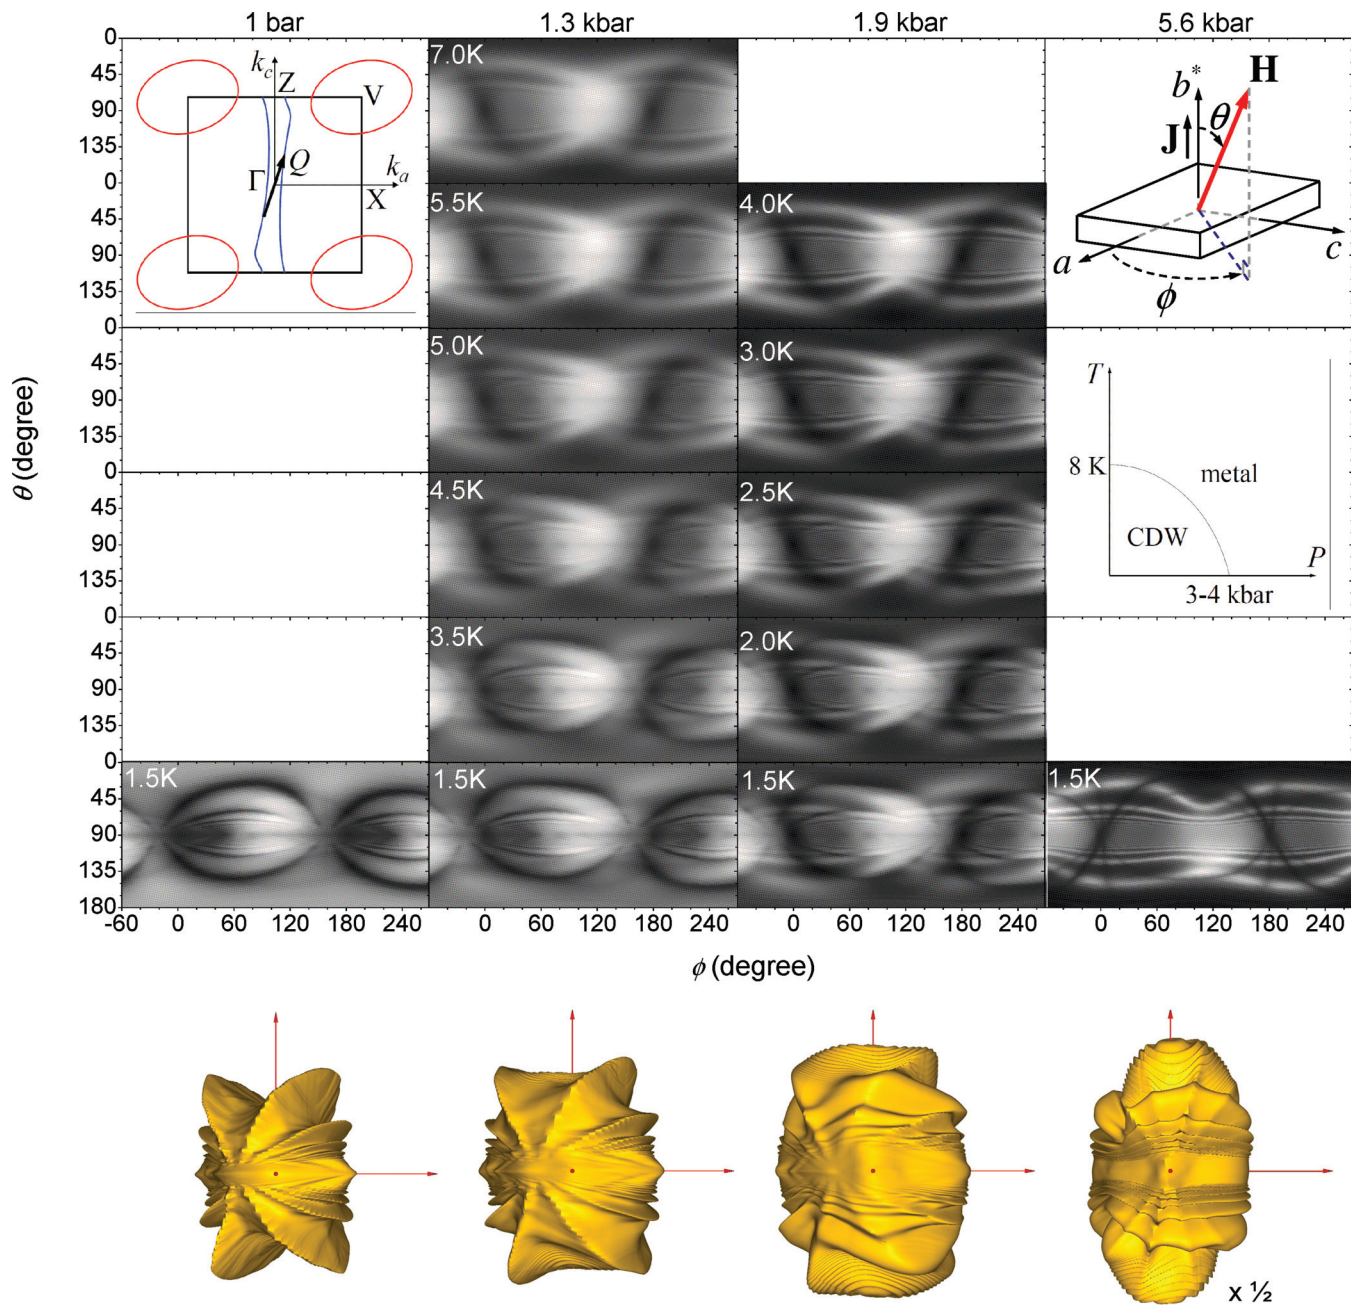 1 bar 1.3 kbar 1.9 kbar 5.6 kbar
0
45
90
135
0
45
90
135
0
45
90
135
0
45
90
135
0
45
90
135
0
45
90
135
180
θ (degree)
k_c
Z
V
Q
Γ
k_a
X
7.0K
b*
H
θ
J
a
c
ϕ
5.5K
4.0K
5.0K
3.0K
T
8 K
metal
CDW
P
3-4 kbar
4.5K
2.5K
3.5K
2.0K
1.5K
1.5K
1.5K
1.5K
-60 0 60 120 180 240 0 60 120 180 240 0 60 120 180 240 0 60 120 180 240
ϕ (degree)
x ½